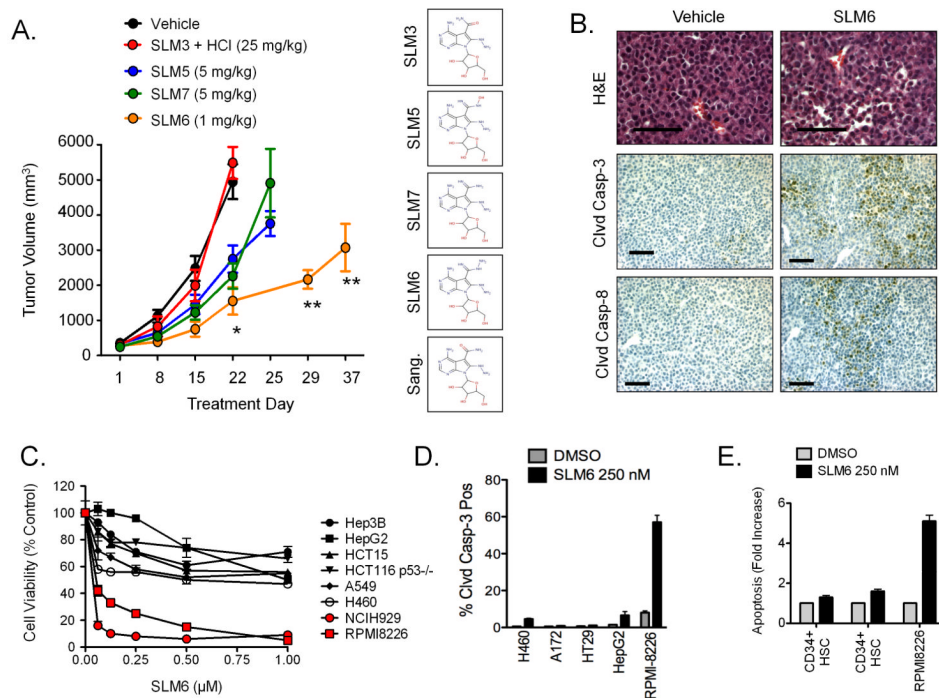 A.
Vehicle
SLM3 + HCl (25 mg/kg)
SLM5 (5 mg/kg)
SLM7 (5 mg/kg)
SLM6 (1 mg/kg)
Tumor Volume (mm3)
6000
5000
4000
3000
2000
1000
0
*
**
**
1 8 15 22 25 29 37
Treatment Day
SLM3
SLM5
SLM7
SLM6
Sang.
B.
Vehicle SLM6
H&E
Clvd Casp-3
Clvd Casp-8
C.
Cell Viability (% Control)
120
100
80
60
40
20
0
0.00 0.25 0.50 0.75 1.00
SLM6 (µM)
Hep3B
HepG2
HCT15
HCT116 p53-/-
A549
H460
NCIH929
RPMI8226
D.
DMSO
SLM6 250 nM
% Clvd Casp-3 Pos
80
60
40
20
0
H460
A172
HT29
HepG2
RPMI-8226
E.
DMSO
SLM6 250 nM
Apoptosis (Fold Increase)
6
4
2
0
CD34+
HSC
CD34+
HSC
RPMI8226